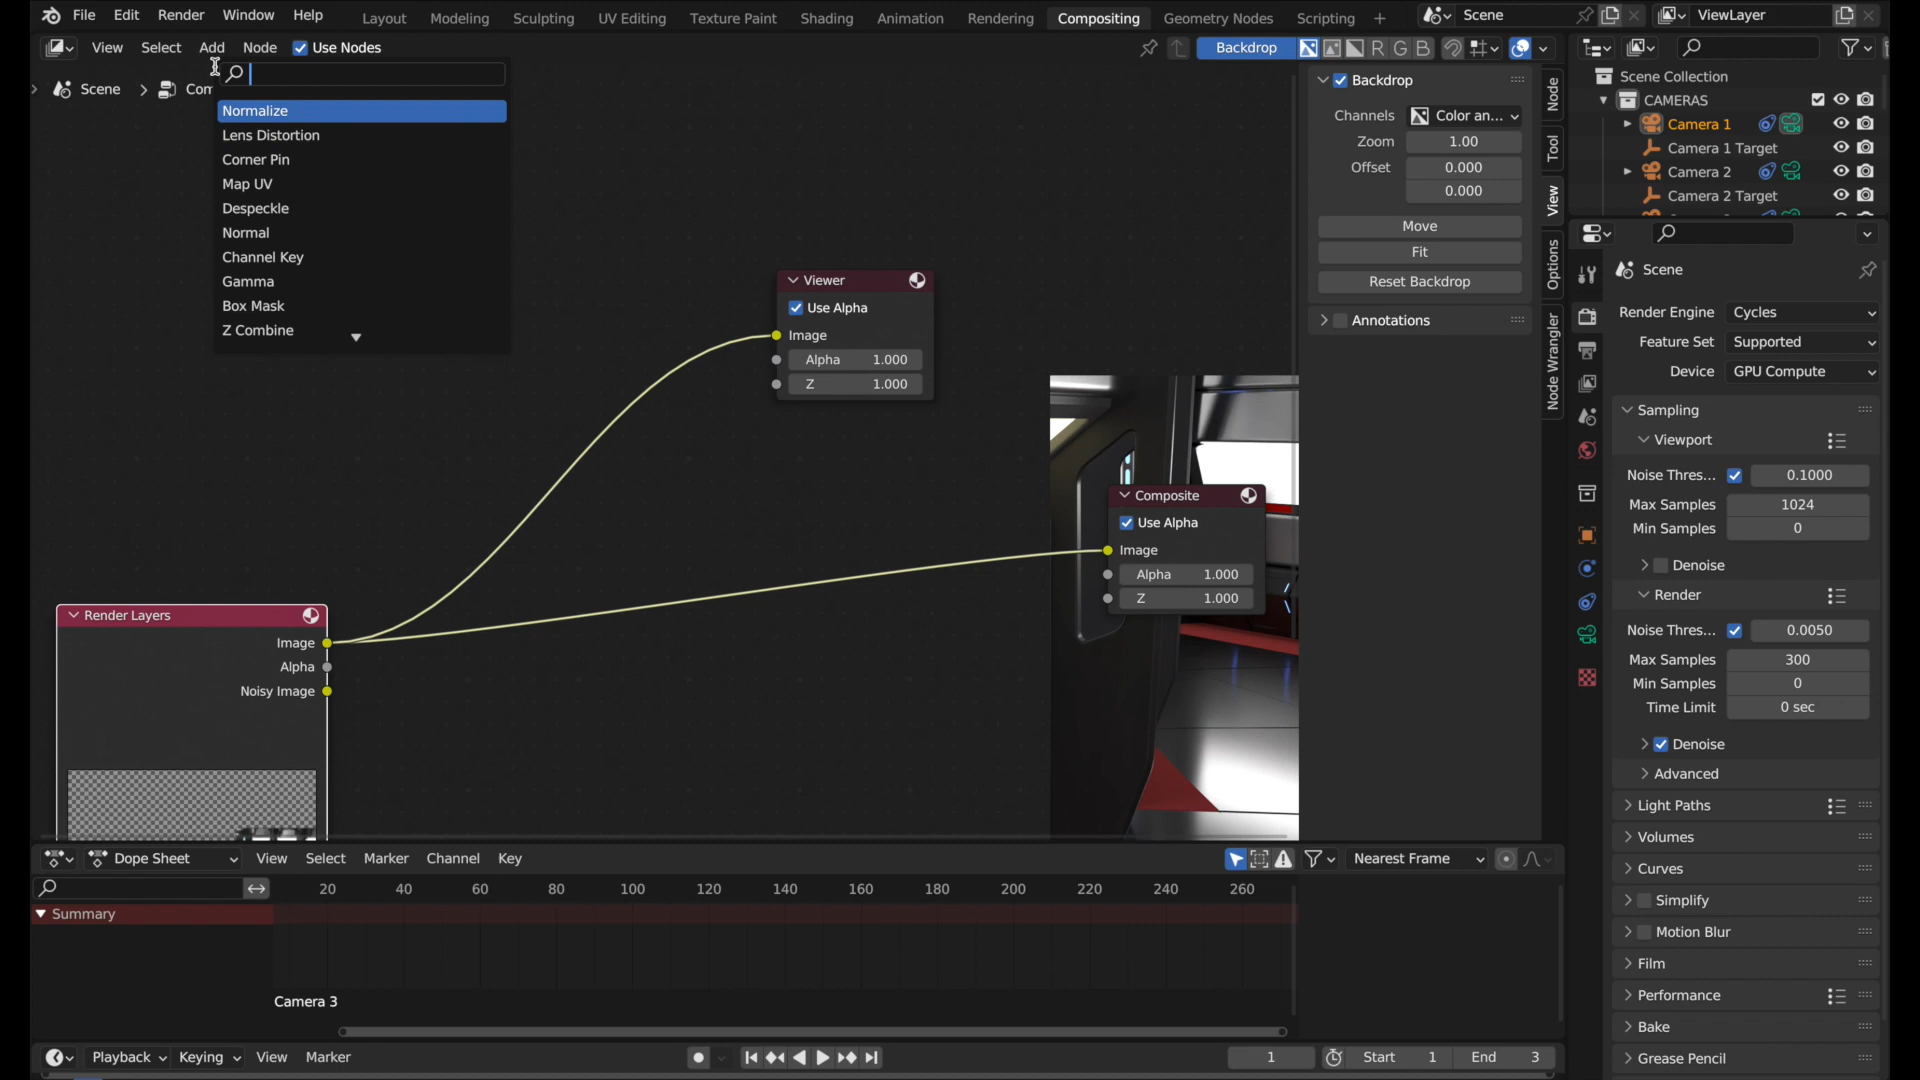 File Edit Render Window Help Layout Modeling Sculpting UV Editing Texture Paint Shading Animation Rendering Compositing Geometry Nodes Scripting Scene ViewLayer
View Select Add Node Use Nodes Backdrop R G B
Scene Com
Normalize
Lens Distortion
Corner Pin
Map UV
Despeckle
Normal
Channel Key
Gamma
Box Mask
Z Combine
Viewer
Use Alpha
Image
Alpha 1.000
Z 1.000
Composite
Use Alpha
Image
Alpha 1.000
Z 1.000
Render Layers
Image
Alpha
Noisy Image
Backdrop
Channels Color an...
Zoom 1.00
Offset 0.000
0.000
Move
Fit
Reset Backdrop
Annotations
Node
Tool
View
Options
Node Wrangler
Scene Collection
CAMERAS
Camera 1
Camera 1 Target
Camera 2
Camera 2 Target
Scene
Render Engine Cycles
Feature Set Supported
Device GPU Compute
Sampling
Viewport
Noise Thres... 0.1000
Max Samples 1024
Min Samples 0
Denoise
Render
Noise Thres... 0.0050
Max Samples 300
Min Samples 0
Time Limit 0 sec
Denoise
Advanced
Light Paths
Volumes
Curves
Simplify
Motion Blur
Film
Performance
Bake
Grease Pencil
Dope Sheet View Select Marker Channel Key Nearest Frame
20 40 60 80 100 120 140 160 180 200 220 240 260
Summary
Camera 3
Playback Keying View Marker 1 Start 1 End 3